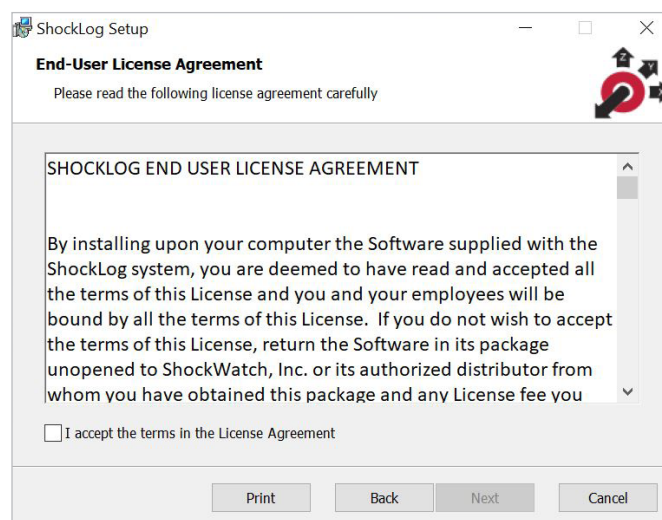 ShockLog Setup
End-User License Agreement
Please read the following license agreement carefully
Z
Y
X
SHOCKLOG END USER LICENSE AGREEMENT
By installing upon your computer the Software supplied with the
ShockLog system, you are deemed to have read and accepted all
the terms of this License and you and your employees will be
bound by all the terms of this License.  If you do not wish to accept
the terms of this License, return the Software in its package
unopened to ShockWatch, Inc. or its authorized distributor from
whom you have obtained this package and any License fee you
I accept the terms in the License Agreement
Print
Back
Next
Cancel